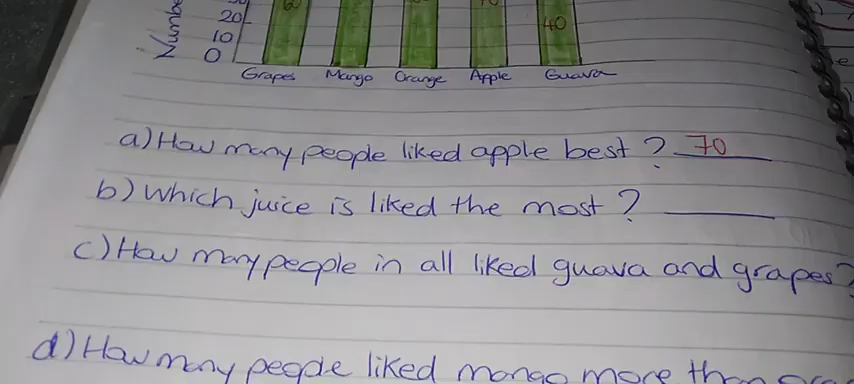 20
10
0
40
Grapes Mango Orange Apple Guava
a) How many people liked apple best? 70
b) Which juice is liked the most?
c) How many people in all liked guava and grapes?
d) How many people liked mango more than